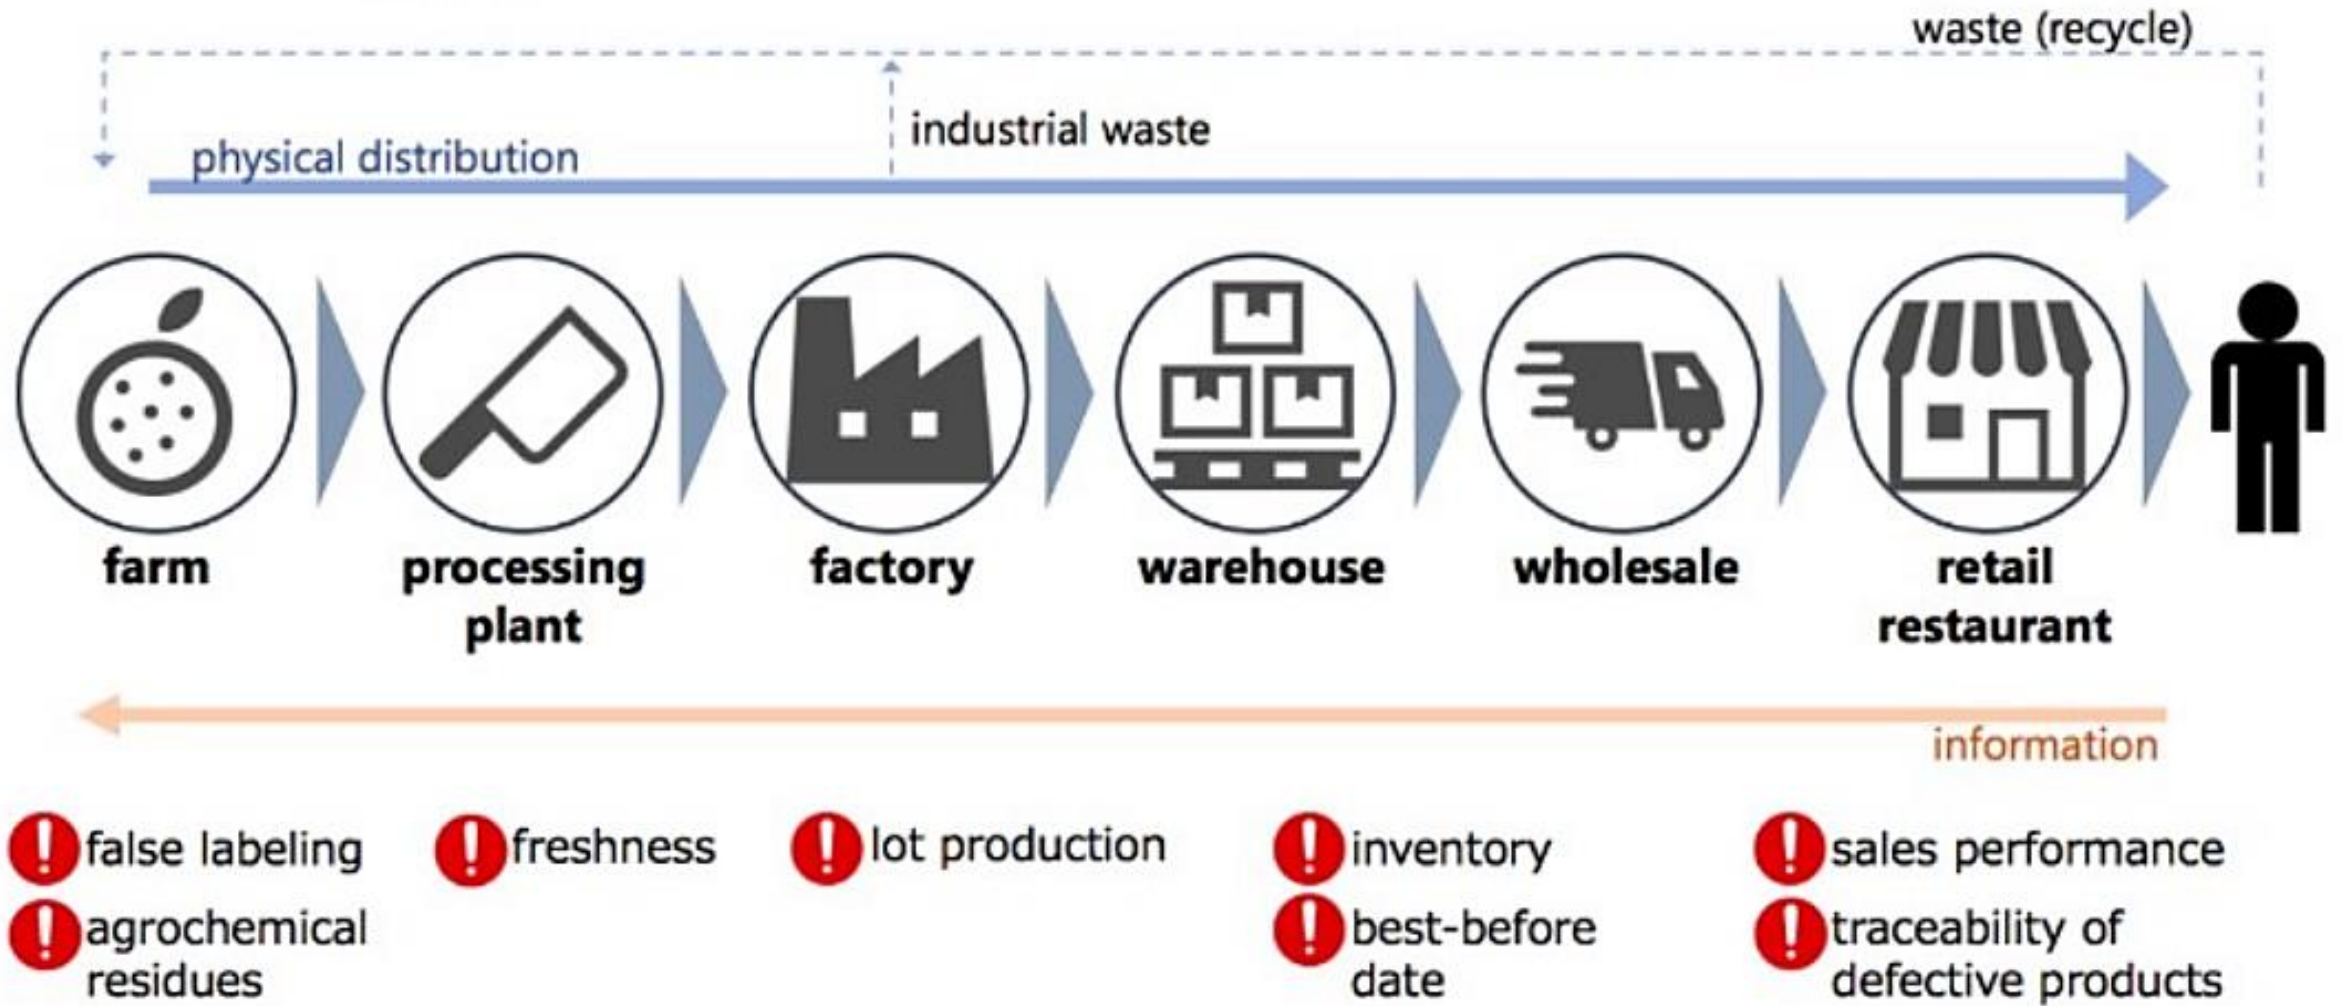 waste (recycle)
industrial waste
physical distribution
farm
processing
plant
factory
warehouse
wholesale
retail
restaurant
information
false labeling
agrochemical
residues
freshness
lot production
inventory
best-before
date
sales performance
traceability of
defective products